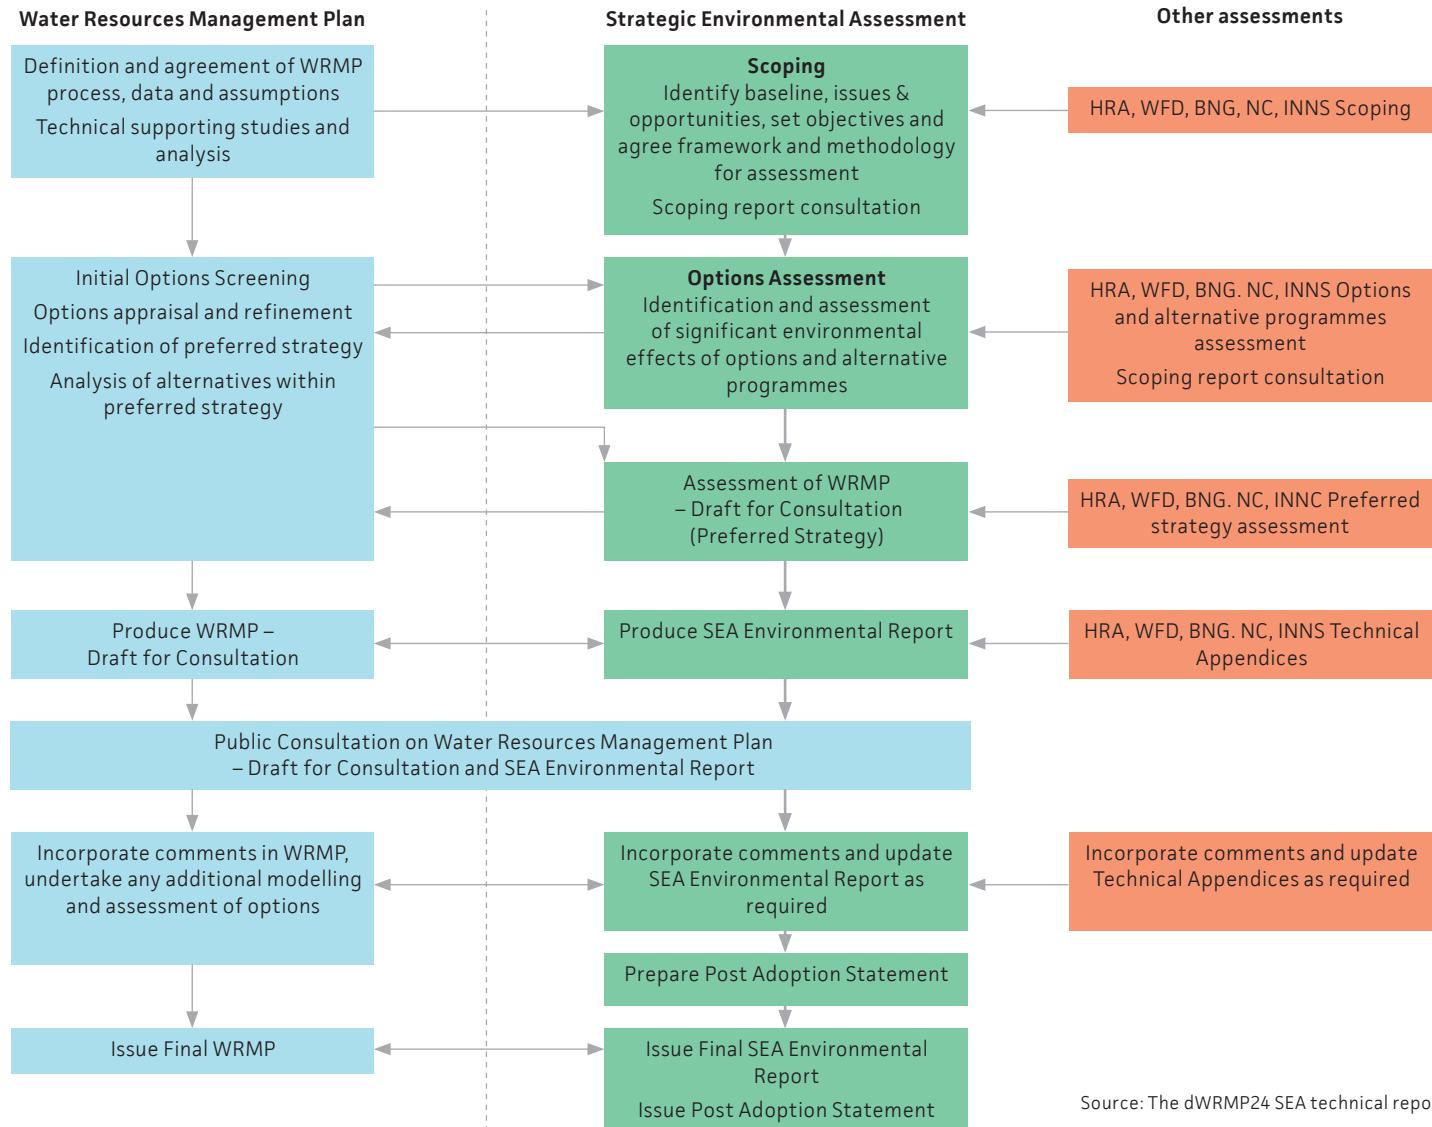 Water Resources Management Plan
Strategic Environmental Assessment
Other assessments
Definition and agreement of WRMP
process, data and assumptions
Technical supporting studies and
analysis
Scoping
Identify baseline, issues &
opportunities, set objectives and
agree framework and methodology
for assessment
Scoping report consultation
HRA, WFD, BNG, NC, INNS Scoping
Initial Options Screening
Options appraisal and refinement
Identification of preferred strategy
Analysis of alternatives within
preferred strategy
Options Assessment
Identification and assessment
of significant environmental
effects of options and alternative
programmes
HRA, WFD, BNG. NC, INNS Options
and alternative programmes
assessment
Scoping report consultation
Assessment of WRMP
– Draft for Consultation
(Preferred Strategy)
HRA, WFD, BNG. NC, INNC Preferred
strategy assessment
Produce WRMP –
Draft for Consultation
Produce SEA Environmental Report
HRA, WFD, BNG. NC, INNS Technical
Appendices
Public Consultation on Water Resources Management Plan
– Draft for Consultation and SEA Environmental Report
Incorporate comments in WRMP,
undertake any additional modelling
and assessment of options
Incorporate comments and update
SEA Environmental Report as
required
Incorporate comments and update
Technical Appendices as required
Prepare Post Adoption Statement
Issue Final WRMP
Issue Final SEA Environmental
Report
Issue Post Adoption Statement
Source: The dWRMP24 SEA technical repo